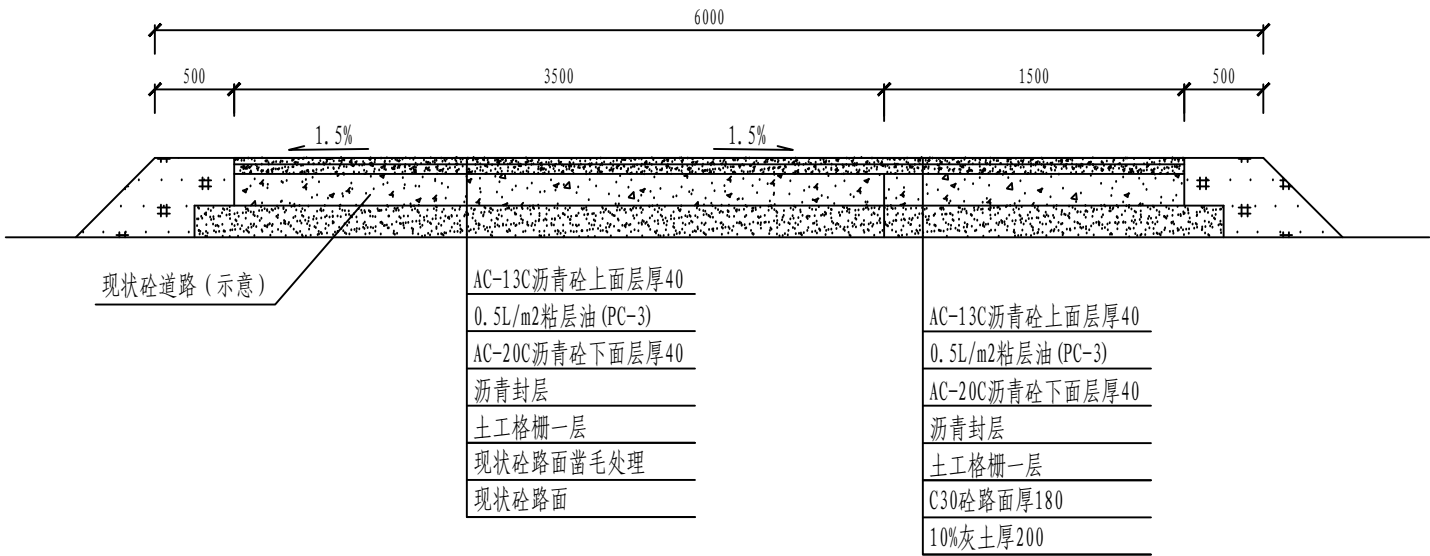 6000
500
3500
1500
500
1.5%
1.5%
现状砼道路(示意)
AC-13C沥青砼上面层厚40
0.5L/m2粘层油(PC-3)
AC-20C沥青砼下面层厚40
沥青封层
土工格栅一层
现状砼路面凿毛处理
现状砼路面
AC-13C沥青砼上面层厚40
0.5L/m2粘层油(PC-3)
AC-20C沥青砼下面层厚40
沥青封层
土工格栅一层
C30砼路面厚180
10%灰土厚200